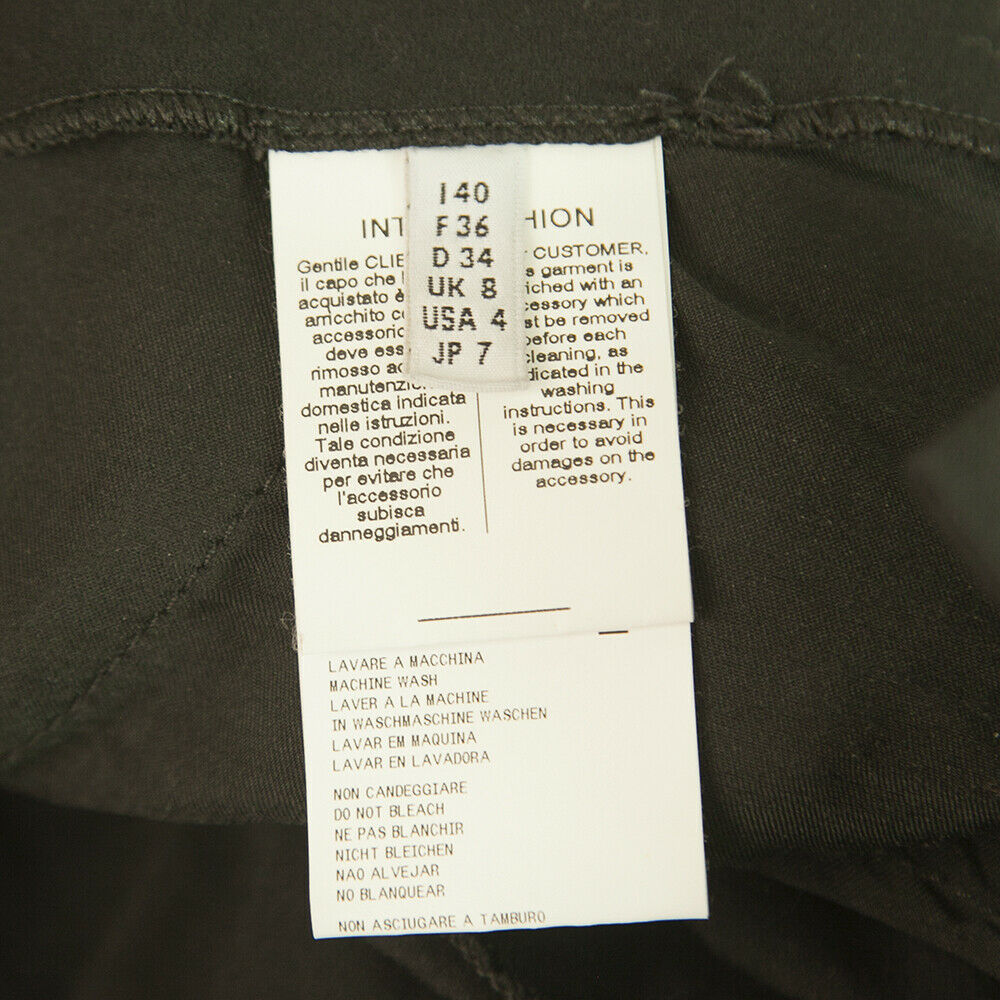 I 40
F 36
D 34
UK 8
USA 4
JP 7
INT HION
Gentile CLIE
il capo che
acquistato è
arricchito co
accessorio
deve ess
rimosso ad
manutenzio
domestica indicata
nelle istruzioni.
Tale condizione
diventa necessaria
per evitare che
l'accessorio
subisca
danneggiamenti.
CUSTOMER,
s garment is
iched with an
cessory which
st be removed
before each
cleaning, as
dicated in the
washing
instructions. This
is necessary in
order to avoid
damages on the
accessory.
LAVARE A MACCHINA
MACHINE WASH
LAVER A LA MACHINE
IN WASCHMASCHINE WASCHEN
LAVAR EM MAQUINA
LAVAR EN LAVADORA
NON CANDEGGIARE
DO NOT BLEACH
NE PAS BLANCHIR
NICHT BLEICHEN
NAO ALVEJAR
NO BLANQUEAR
NON ASCIUGARE A TAMBURO